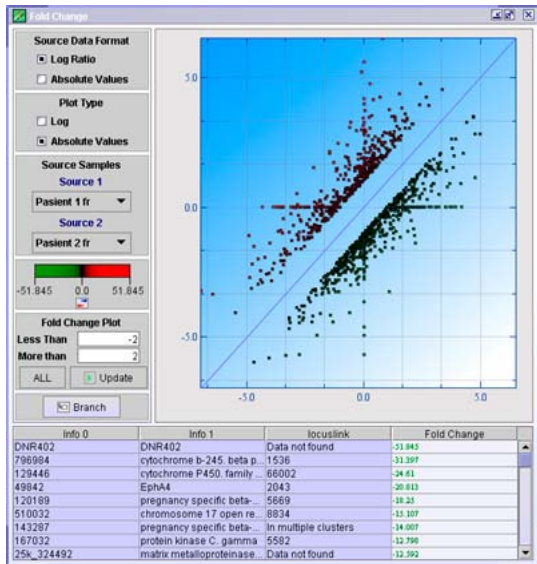 Fold Change
Source Data Format
Log Ratio
Absolute Values
Plot Type
Log
Absolute Values
Source Samples
Source 1
Pasient 1 fr
Source 2
Pasient 2 fr
-51.845 0.0 51.845
Fold Change Plot
Less Than -2
More than 2
ALL Update
Branch
5.0
0.0
-5.0
-5.0 0.0 5.0
Info 0 Info 1 locuslink Fold Change
DNR402 DNR402 Data not found -51.845
796984 cytochrome b-245. beta p... 1536 -31.397
129446 cytochrome P450. family ... 66002 -24.61
49842 EphA4 2043 -20.813
120189 pregnancy specific beta-... 5669 -18.25
510032 chromosome 17 open re... 8834 -15.107
143287 pregnancy specific beta-... In multiple clusters -14.007
167032 protein kinase C. gamma 5582 -12.798
25k_324492 matrix metalloproteinase... Data not found -12.592